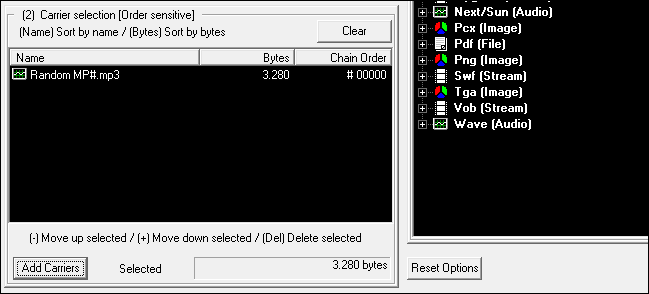 (2) Carrier selection [Order sensitive]
(Name) Sort by name / (Bytes) Sort by bytes
Clear
Name Bytes Chain Order
Random MP#.mp3 3.280 # 00000
(-) Move up selected / (+) Move down selected / (Del) Delete selected
Add Carriers Selected 3.280 bytes
Next/Sun (Audio)
Pcx (Image)
Pdf (File)
Png (Image)
Swf (Stream)
Tga (Image)
Vob (Stream)
Wave (Audio)
Reset Options